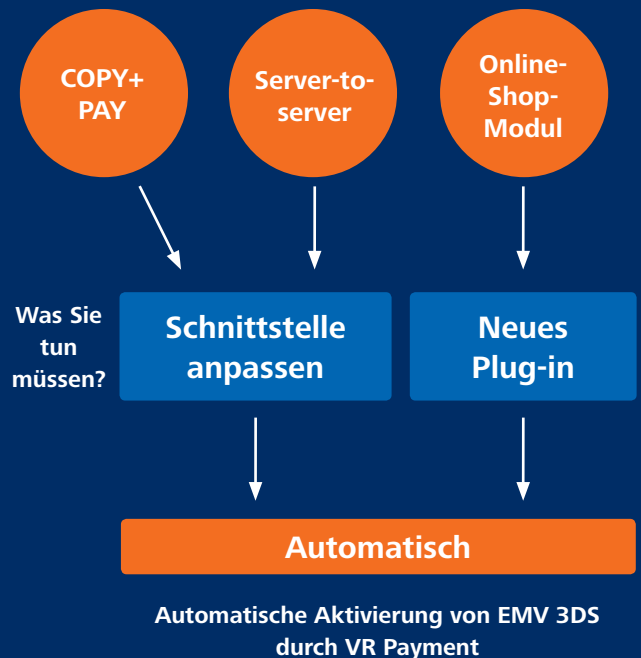 COPY+
PAY
Server-to-
server
Online-
Shop-
Modul
Was Sie
tun
müssen?
Schnittstelle
anpassen
Neues
Plug-in
Automatisch
Automatische Aktivierung von EMV 3DS
durch VR Payment